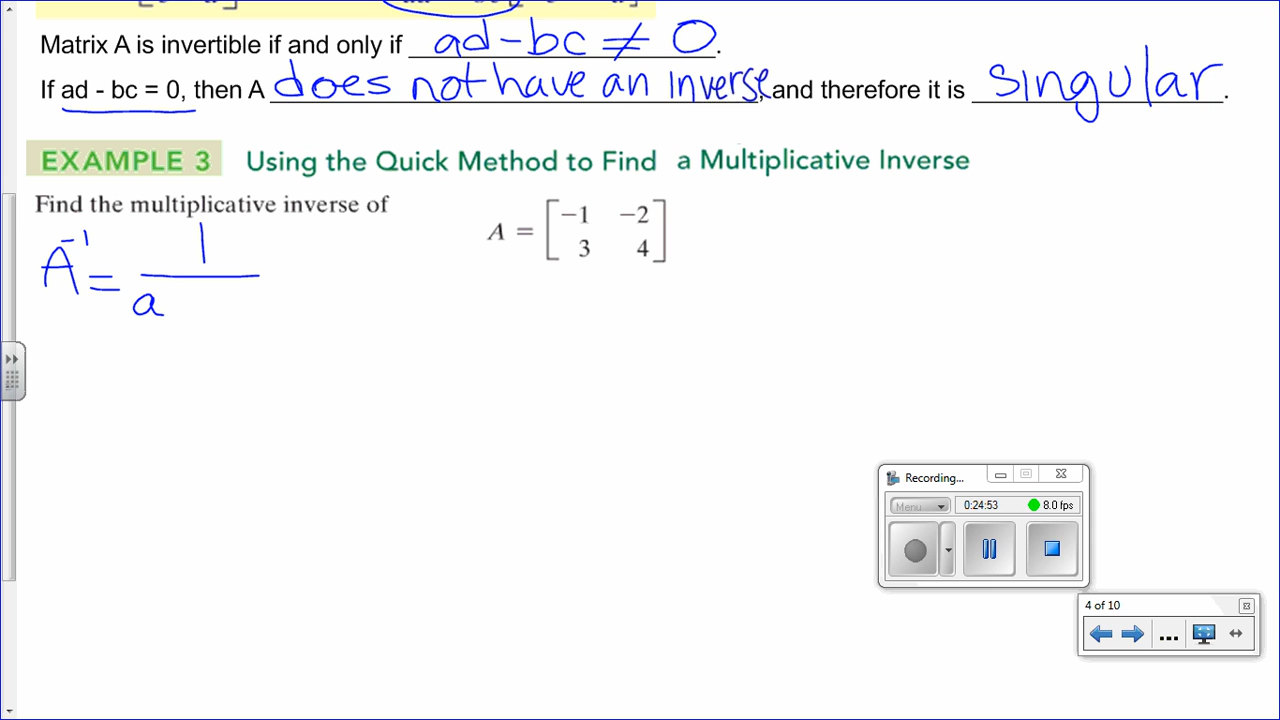 Matrix A is invertible if and only if ad - bc ≠ 0.
If ad - bc = 0, then A does not have an inverse, and therefore it is singular.
EXAMPLE 3 Using the Quick Method to Find a Multiplicative Inverse
Find the multiplicative inverse of A = [ −1 −2
3 4 ]
A⁻¹ = 1
a
Recording...
Menu 0:24:53 8.0 fps
4 of 10
...